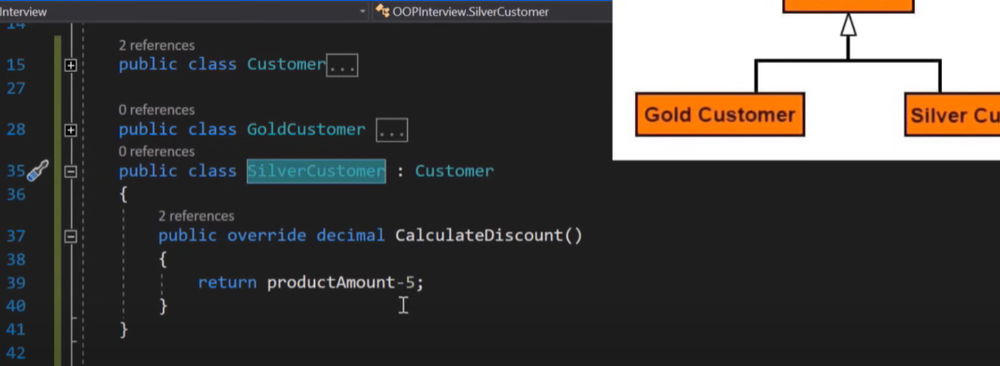 Interview
OOPInterview.SilverCustomer
14
2 references
15 public class Customer...
27
0 references
28 public class GoldCustomer ...
0 references
35 public class SilverCustomer : Customer
36 {
2 references
37 public override decimal CalculateDiscount()
38 {
39 return productAmount-5;
40 }
41 }
42
Gold Customer
Silver Cu